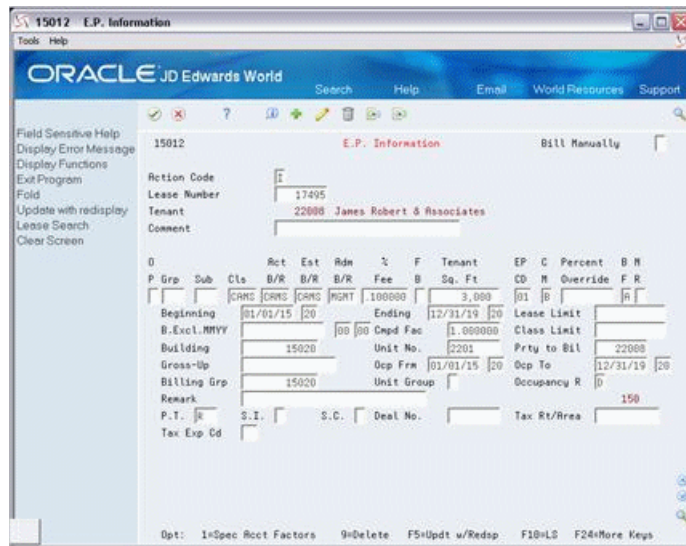 15012 E.P. Information
Tools Help
ORACLE JD Edwards World
Search Help Email World Resources Support
Field Sensitive Help
Display Error Message
Display Functions
Exit Program
Fold
Update with redisplay
Lease Search
Clear Screen
15012 E.P. Information Bill Manually
Action Code I
Lease Number 17495
Tenant 22008 James Robert & Associates
Comment
O Act Est Adm % F Tenant EP C Percent B M
P Grp Sub Cls B/R B/R B/R Fee B Sq. Ft CD M Override F R
CAMS CAMS CAMS MGMT .100000 3,000 01 B A
Beginning 01/01/15 20 Ending 12/31/19 20 Lease Limit
B.Excl.MMYY 00 00 Cmpd Fac 1.000000 Class Limit
Building 15020 Unit No. 2201 Prty to Bil 22008
Gross-Up Ocp Frm 01/01/15 20 Ocp To 12/31/19 20
Billing Grp 15020 Unit Group Occupancy R D
Remark 150
P.T. R S.I. S.C. Deal No. Tax Rt/Area
Tax Exp Cd
Opt: 1=Spec Acct Factors 9=Delete F5=Updt w/Redsp F18=LS F24=More Keys